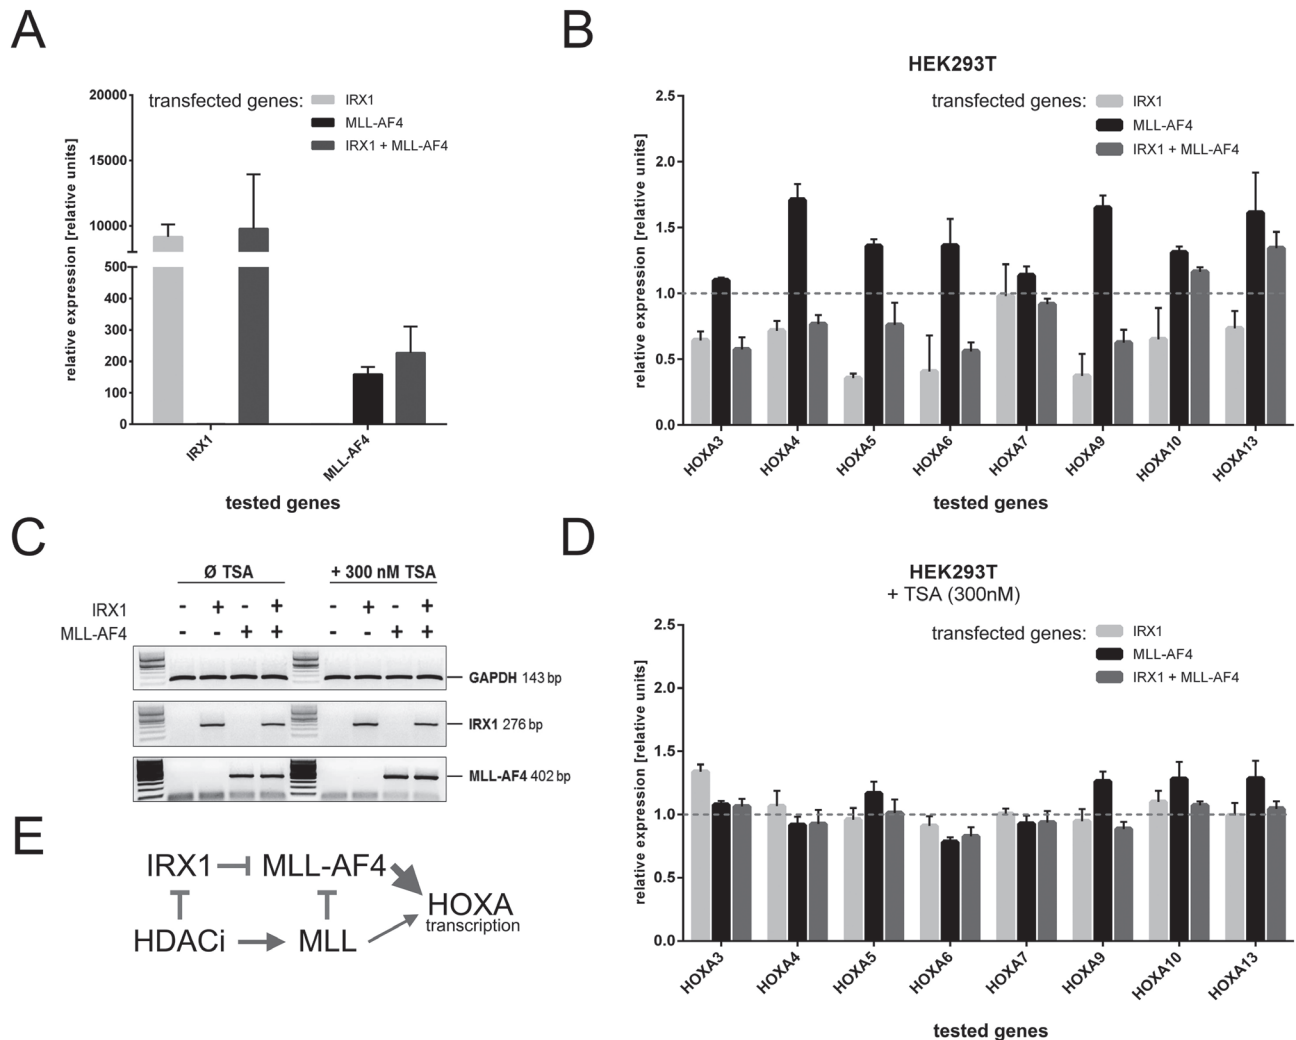 A
transfected genes:
IRX1
MLL-AF4
IRX1 + MLL-AF4
relative expression [relative units]
20000
15000
10000
500
400
300
200
100
0
IRX1
MLL-AF4
tested genes
B
HEK293T
transfected genes:
IRX1
MLL-AF4
IRX1 + MLL-AF4
relative expression [relative units]
2.5
2.0
1.5
1.0
0.5
0.0
HOXA3
HOXA4
HOXA5
HOXA6
HOXA7
HOXA9
HOXA10
HOXA13
tested genes
C
Ø TSA
+ 300 nM TSA
IRX1 - + - + - + - +
MLL-AF4 - - + + - - + +
GAPDH 143 bp
IRX1 276 bp
MLL-AF4 402 bp
D
HEK293T
+ TSA (300nM)
transfected genes:
IRX1
MLL-AF4
IRX1 + MLL-AF4
relative expression [relative units]
2.5
2.0
1.5
1.0
0.5
0.0
HOXA3
HOXA4
HOXA5
HOXA6
HOXA7
HOXA9
HOXA10
HOXA13
tested genes
E
IRX1 MLL-AF4
HOXA
transcription
HDACi MLL